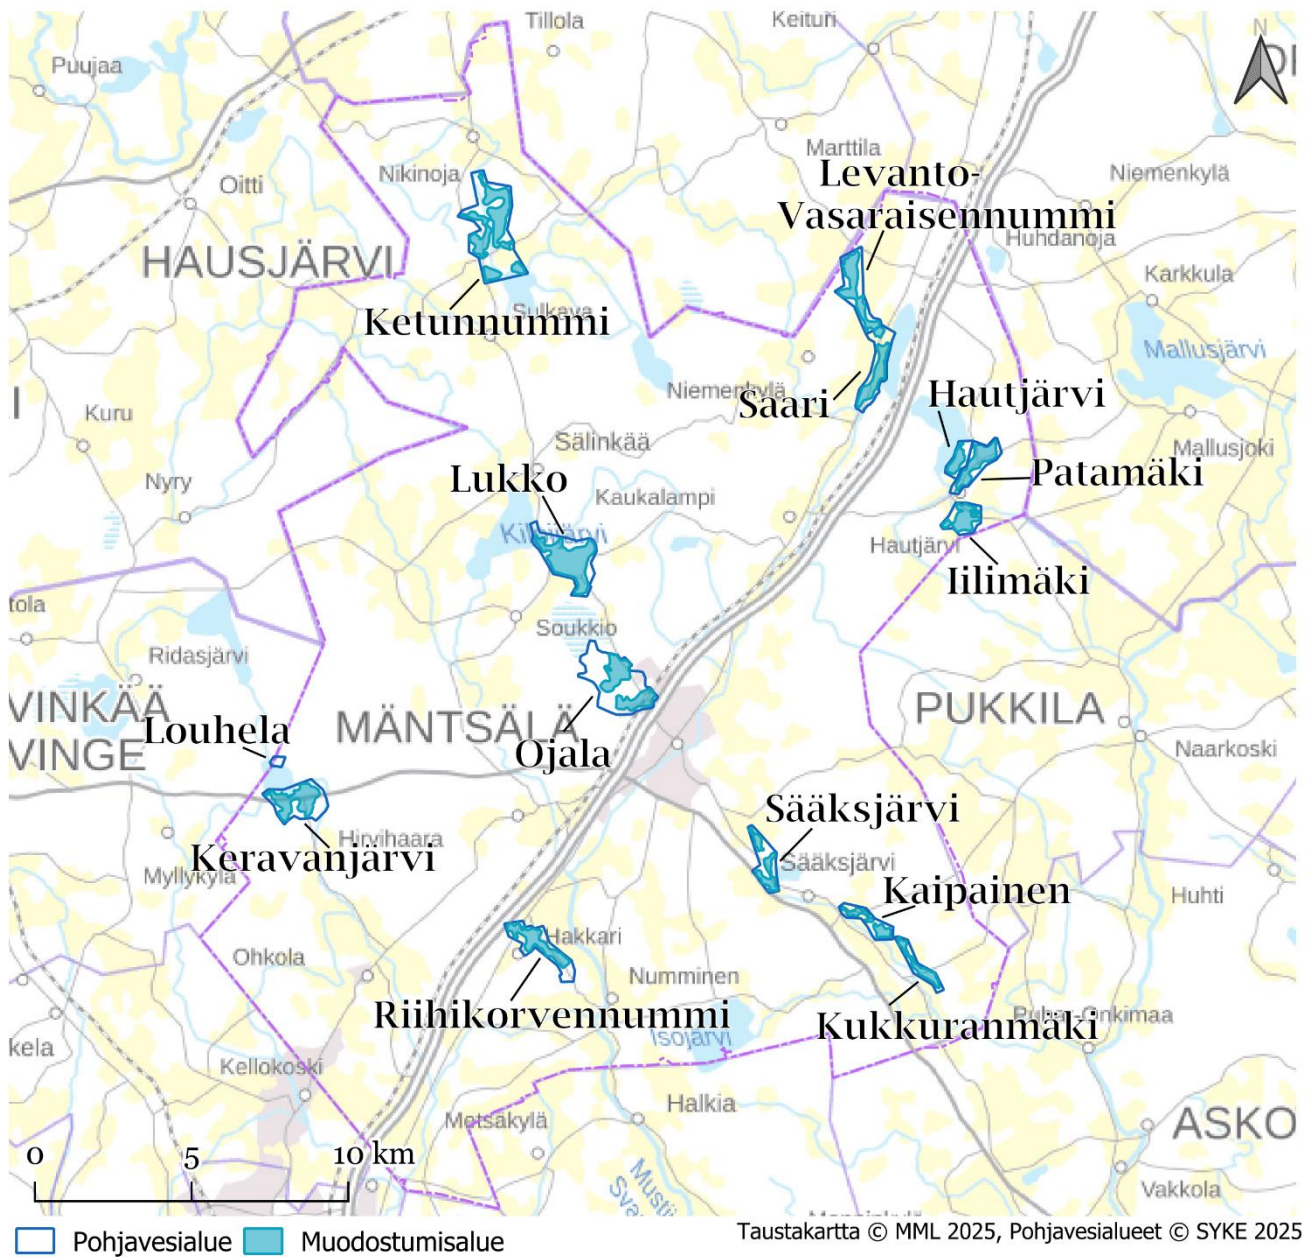 Tillola
Keituri
N
Puujaa
Marttila
Oitti
Nikinoja
Levanto-
Vasaraisennummi
Niemenkylä
Huhdanoja
HAUSJÄRVI
Karkkula
Ketunnummi
Sulkava
Mallusjärvi
Niemenkylä
Saari
Hautjärvi
Kuru
Sälinkää
Mallusjoki
Lukko
Patamäki
Nyry
Kaukalampi
Kilpijärvi
Hautjärvi
Iilimäki
tola
Soukkio
Ridasjärvi
VINKÄÄ
VINGE
Louhela
MÄNTSÄLÄ
PUKKILA
Ojala
Naarkoski
Sääksjärvi
Hirvihaara
Keravanjärvi
Sääksjärvi
Myllykylä
Kaipainen
Huhti
Ohkola
Hakkari
Numminen
Riihikorvennummi
Kukkuranmäki
Isojärvi
kela
Kellokoski
Halkia
Metsäkylä
ASKO
0 5 10 km
Vakkola
Pohjavesialue Muodostumisalue
Taustakartta © MML 2025, Pohjavesialueet © SYKE 2025